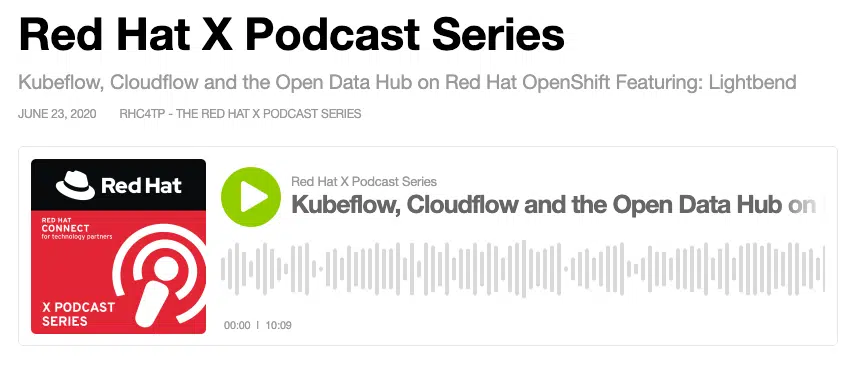 Red Hat X Podcast Series
Kubeflow, Cloudflow and the Open Data Hub on Red Hat OpenShift Featuring: Lightbend
JUNE 23, 2020 RHC4TP - THE RED HAT X PODCAST SERIES
Red Hat
RED HAT
CONNECT
for technology partners
X PODCAST
SERIES
Red Hat X Podcast Series
Kubeflow, Cloudflow and the Open Data Hub on
00:00 | 10:09